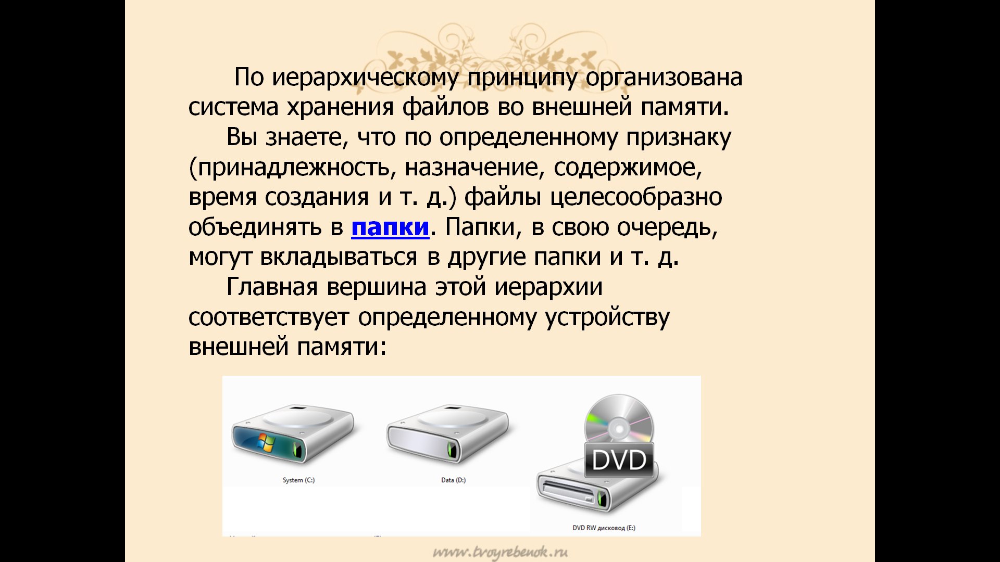 По иерархическому принципу организована
система хранения файлов во внешней памяти.
Вы знаете, что по определенному признаку
(принадлежность, назначение, содержимое,
время создания и т. д.) файлы целесообразно
объединять в папки. Папки, в свою очередь,
могут вкладываться в другие папки и т. д.
Главная вершина этой иерархии
соответствует определенному устройству
внешней памяти:
DVD
System (C:)
Data (D:)
DVD RW дисковод (E:)
www.tvoyrebenok.ru